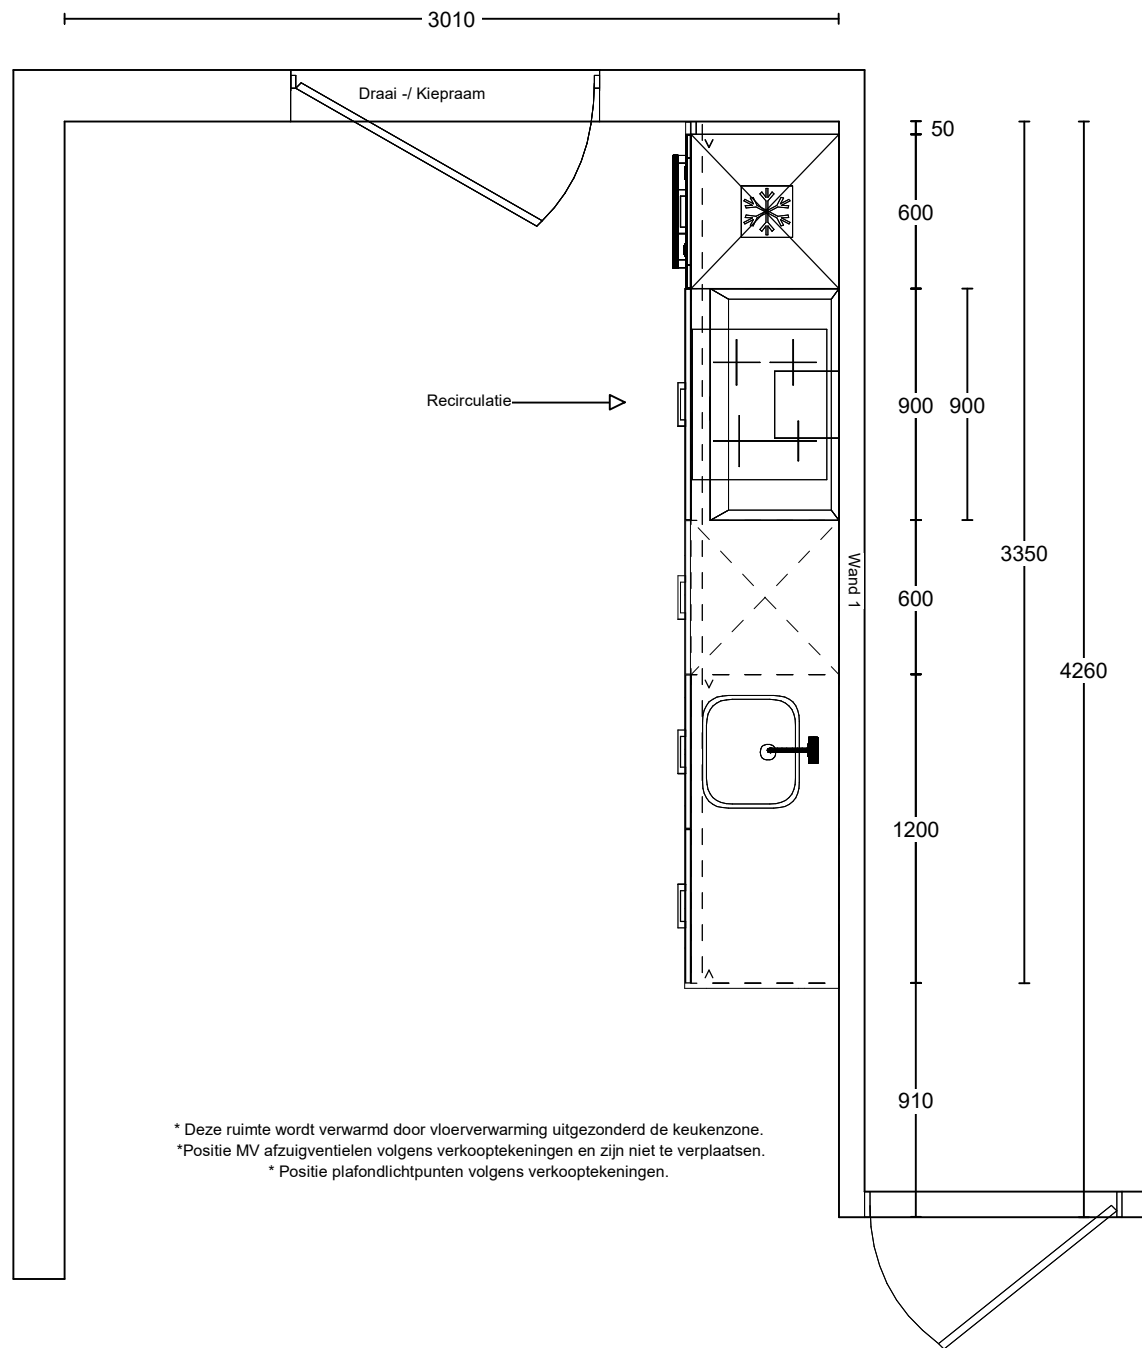 3010
Draai -/ Kiepraam
50
600
Recirculatie
900
900
3350
Wand 1
600
4260
1200
910
* Deze ruimte wordt verwarmd door vloerverwarming uitgezonderd de keukenzone.
*Positie MV afzuigventielen volgens verkooptekeningen en zijn niet te verplaatsen.
* Positie plafondlichtpunten volgens verkooptekeningen.